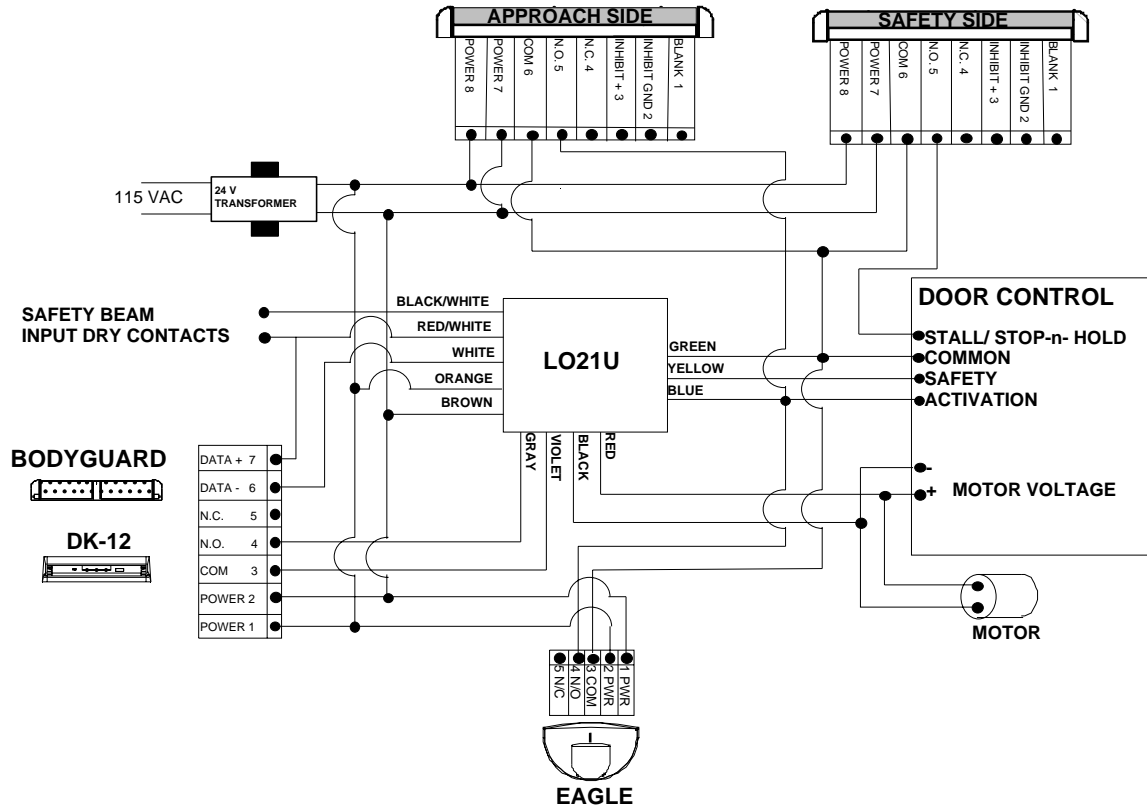 APPROACH SIDE
POWER 8
POWER 7
COM 6
N.O. 5
N.C. 4
INHIBIT + 3
INHIBIT GND 2
BLANK 1
SAFETY SIDE
POWER 8
POWER 7
COM 6
N.O. 5
N.C. 4
INHIBIT + 3
INHIBIT GND 2
BLANK 1
115 VAC
24 V
TRANSFORMER
SAFETY BEAM
INPUT DRY CONTACTS
BLACK/WHITE
RED/WHITE
WHITE
ORANGE
BROWN
LO21U
GREEN
YELLOW
BLUE
GRAY
VIOLET
BLACK
RED
DOOR CONTROL
STALL/ STOP-n- HOLD
COMMON
SAFETY
ACTIVATION
-
+ MOTOR VOLTAGE
MOTOR
BODYGUARD
DK-12
DATA + 7
DATA - 6
N.C. 5
N.O. 4
COM 3
POWER 2
POWER 1
5 N/C
4 N/O
3 COM
2 PWR
1 PWR
EAGLE